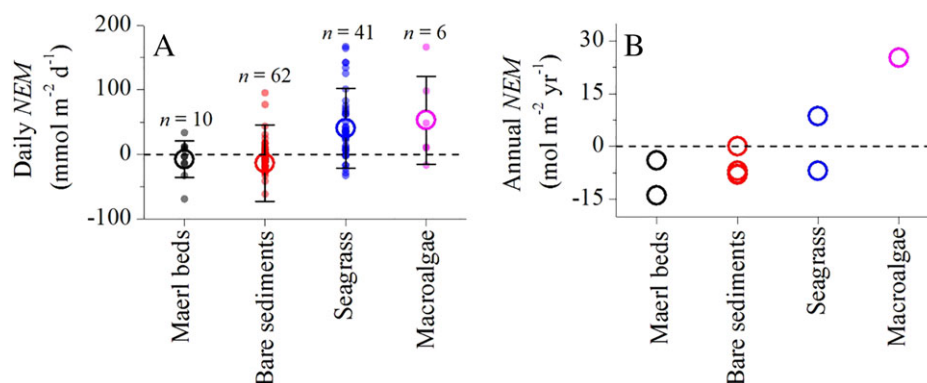 A
Daily NEM
(mmol m⁻² d⁻¹)
200
100
0
-100
n = 10
n = 62
n = 41
n = 6
Maerl beds
Bare sediments
Seagrass
Macroalgae
B
Annual NEM
(mol m⁻² yr⁻¹)
30
15
0
-15
Maerl beds
Bare sediments
Seagrass
Macroalgae